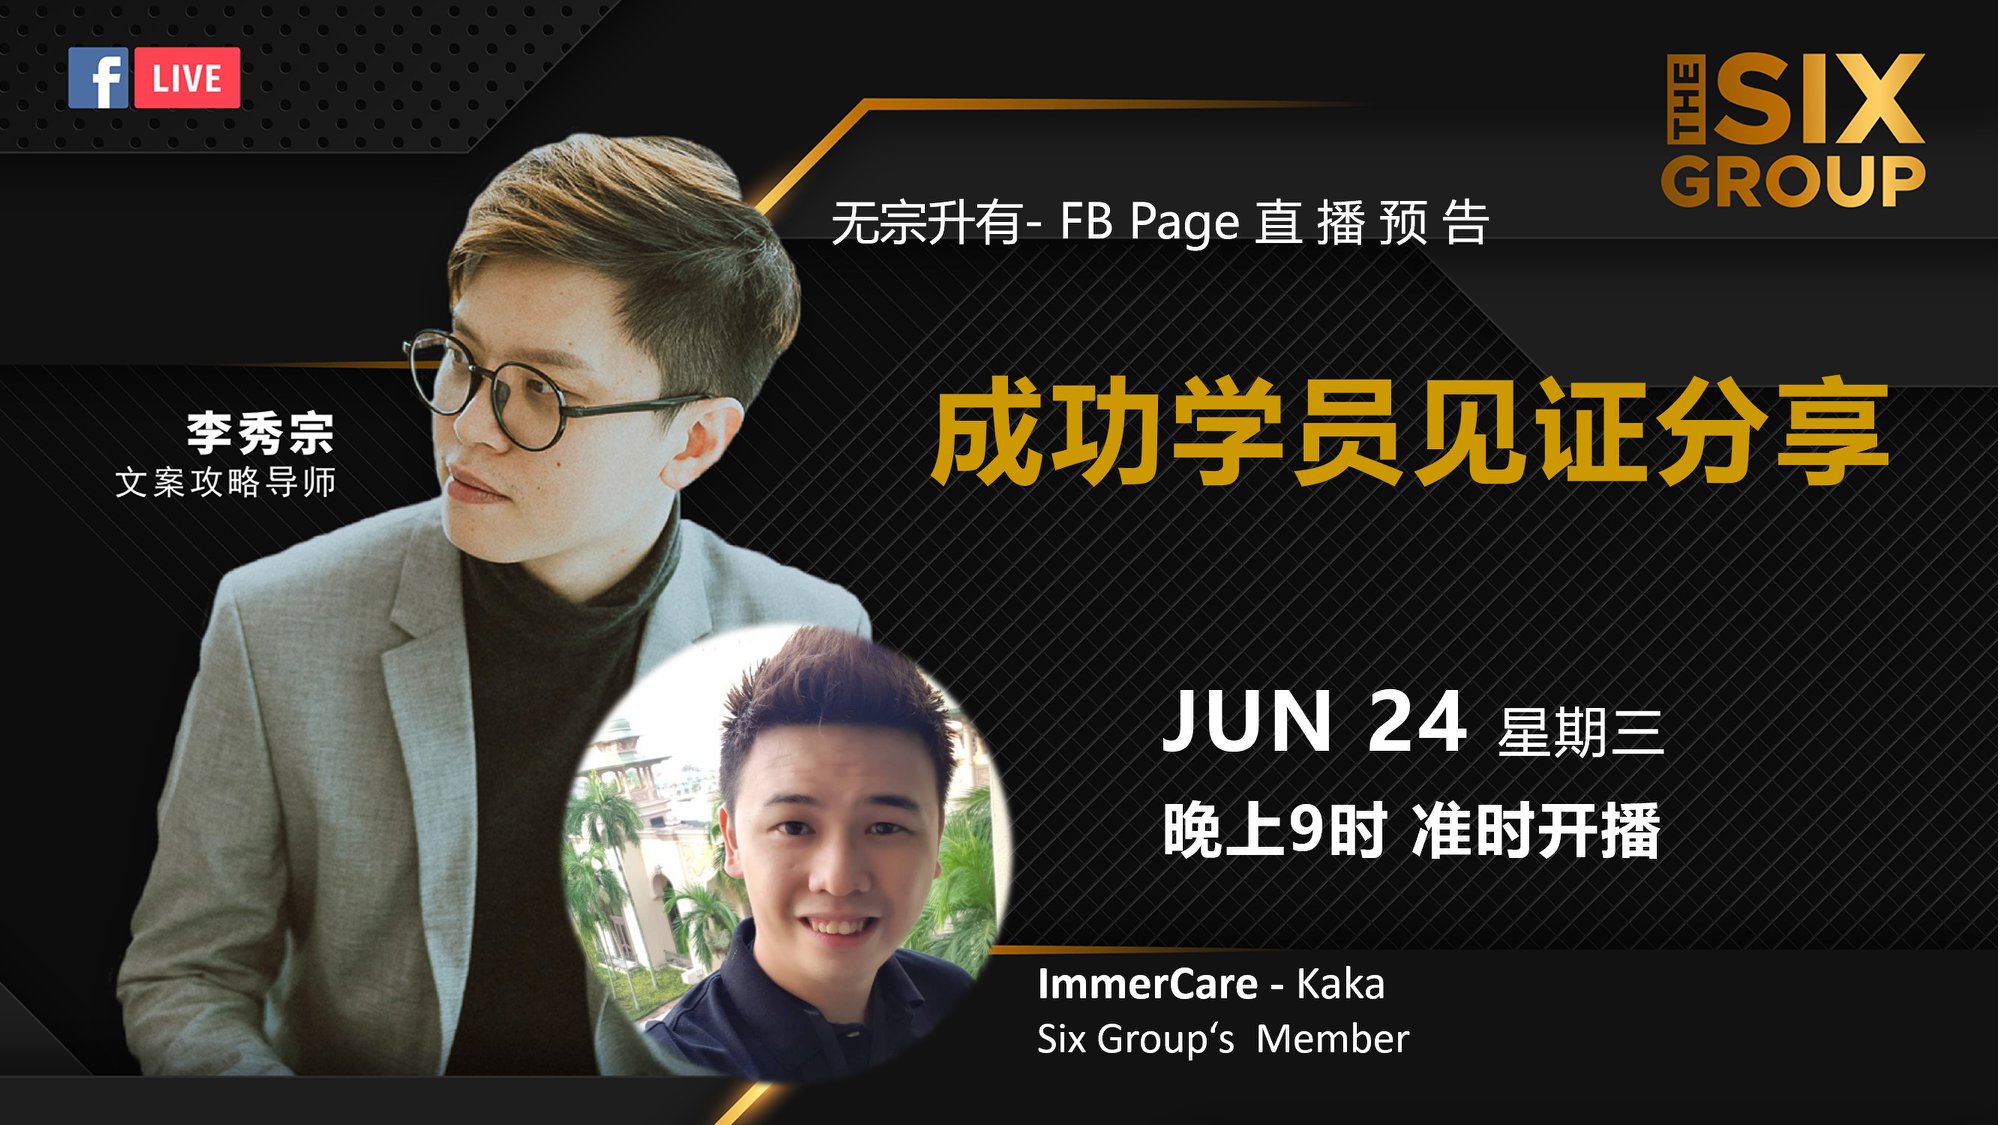 f LIVE
THE SIX
GROUP
无宗升有- FB Page 直播预告
成功学员见证分享
李秀宗
文案攻略导师
JUN 24 星期三
晚上9时 准时开播
ImmerCare - Kaka
Six Group‘s Member